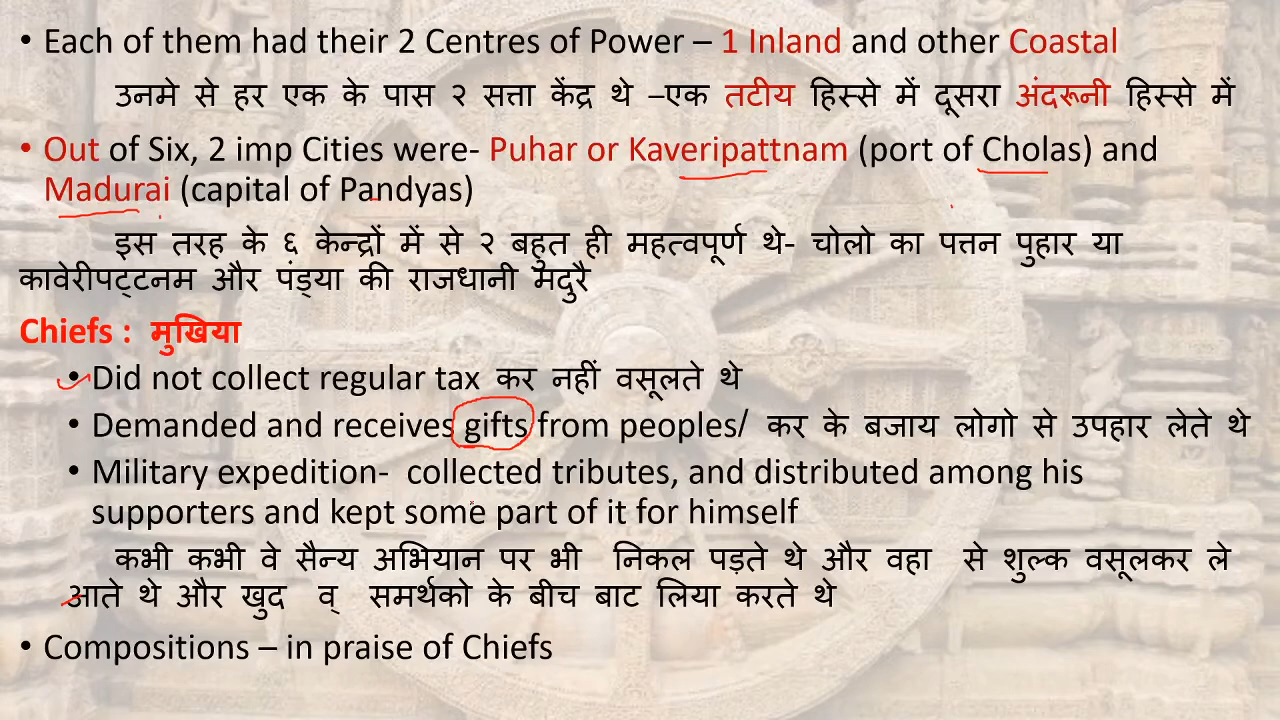 • Each of them had their 2 Centres of Power – 1 Inland and other Coastal
उनमे से हर एक के पास २ सत्ता केंद्र थे –एक तटीय हिस्से में दूसरा अंदरूनी हिस्से में
• Out of Six, 2 imp Cities were- Puhar or Kaveripattnam (port of Cholas) and
Madurai (capital of Pandyas)
इस तरह के ६ केन्द्रों में से २ बहुत ही महत्वपूर्ण थे- चोलो का पत्तन पुहार या
कावेरीपट्टनम और पंड्या की राजधानी मदुरै
Chiefs : मुखिया
• Did not collect regular tax कर नहीं वसूलते थे
• Demanded and receives gifts from peoples/ कर के बजाय लोगो से उपहार लेते थे
• Military expedition- collected tributes, and distributed among his
supporters and kept some part of it for himself
कभी कभी वे सैन्य अभियान पर भी निकल पड़ते थे और वहा से शुल्क वसूलकर ले
आते थे और खुद व् समर्थको के बीच बाट लिया करते थे
• Compositions – in praise of Chiefs